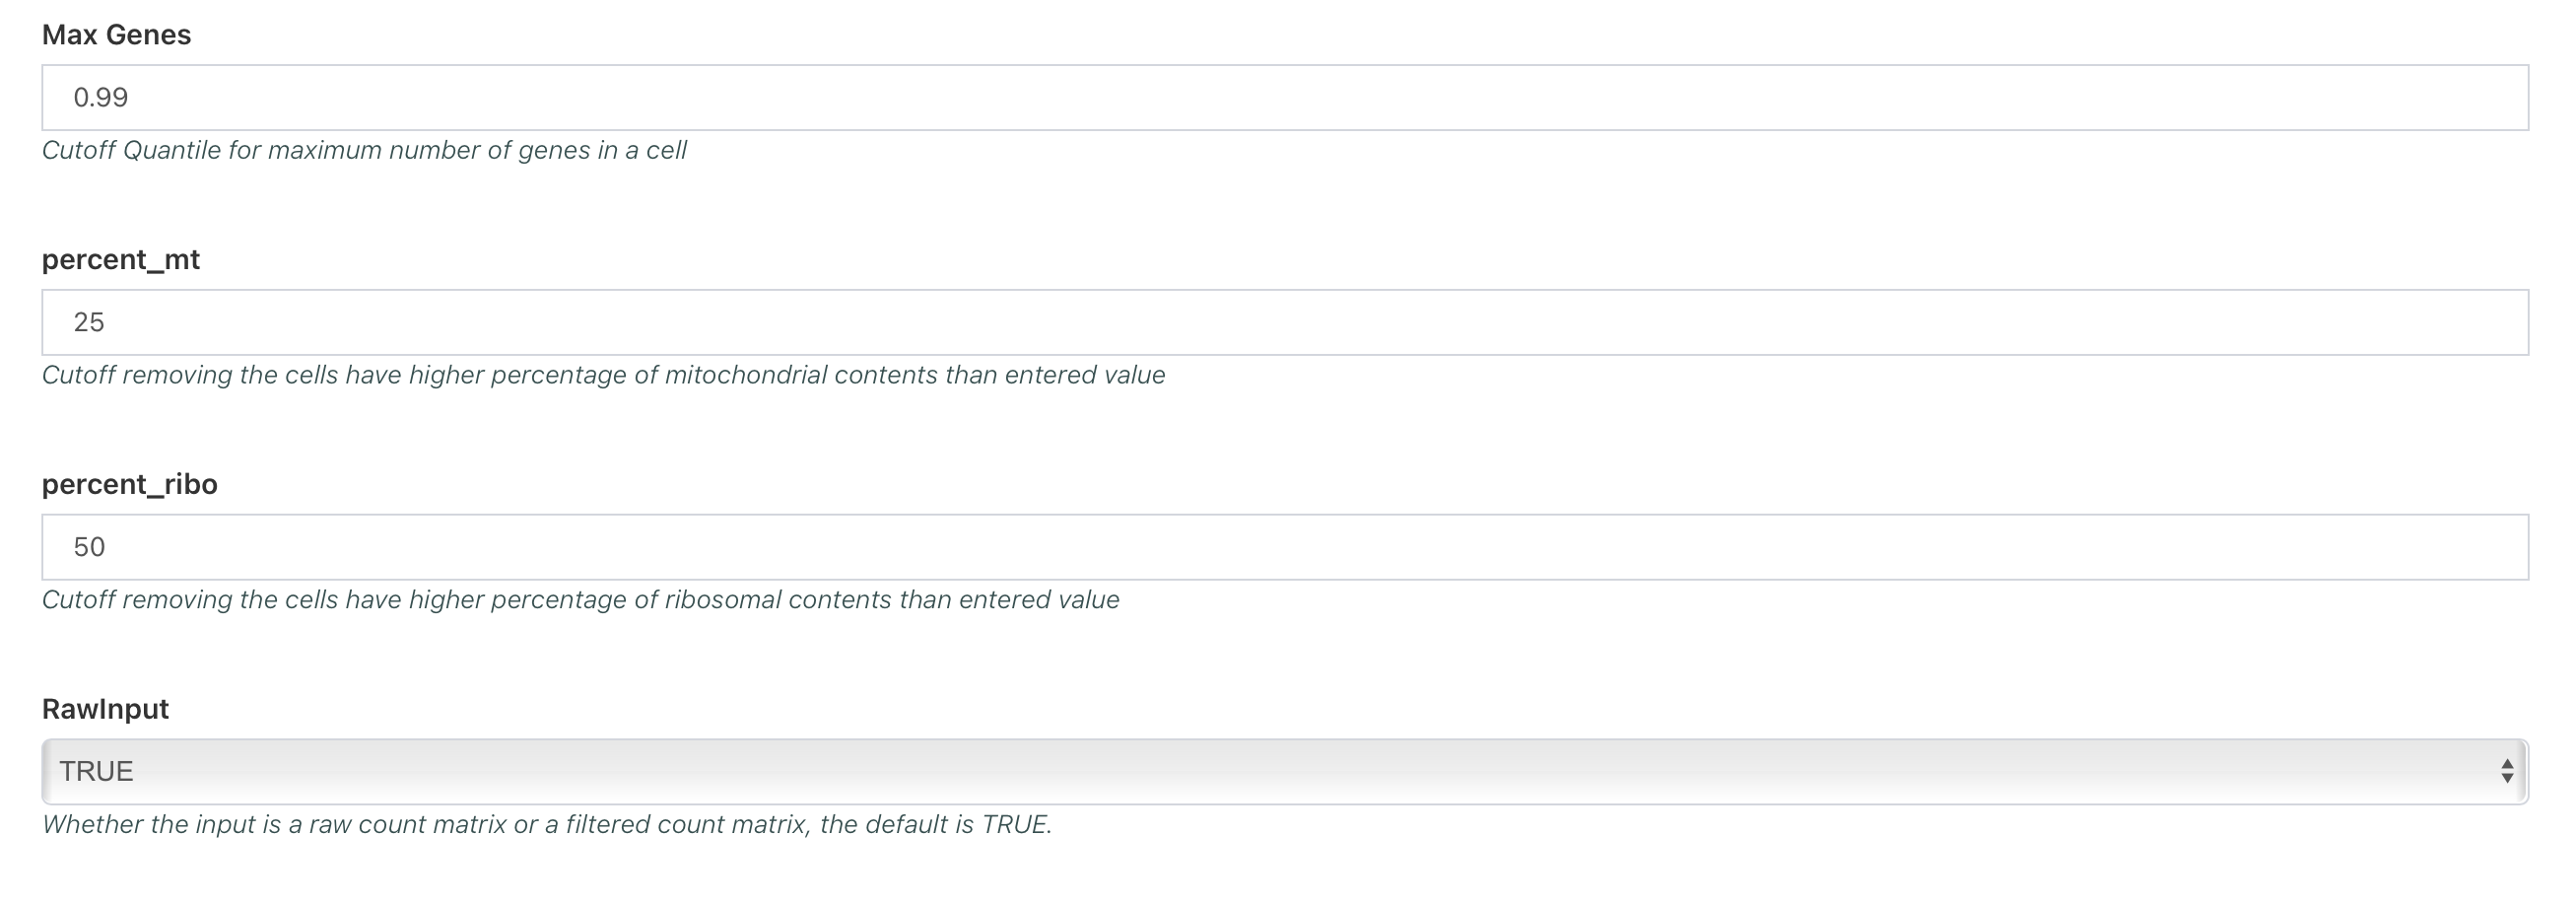 Max Genes
0.99
Cutoff Quantile for maximum number of genes in a cell
percent_mt
25
Cutoff removing the cells have higher percentage of mitochondrial contents than entered value
percent_ribo
50
Cutoff removing the cells have higher percentage of ribosomal contents than entered value
RawInput
TRUE
Whether the input is a raw count matrix or a filtered count matrix, the default is TRUE.